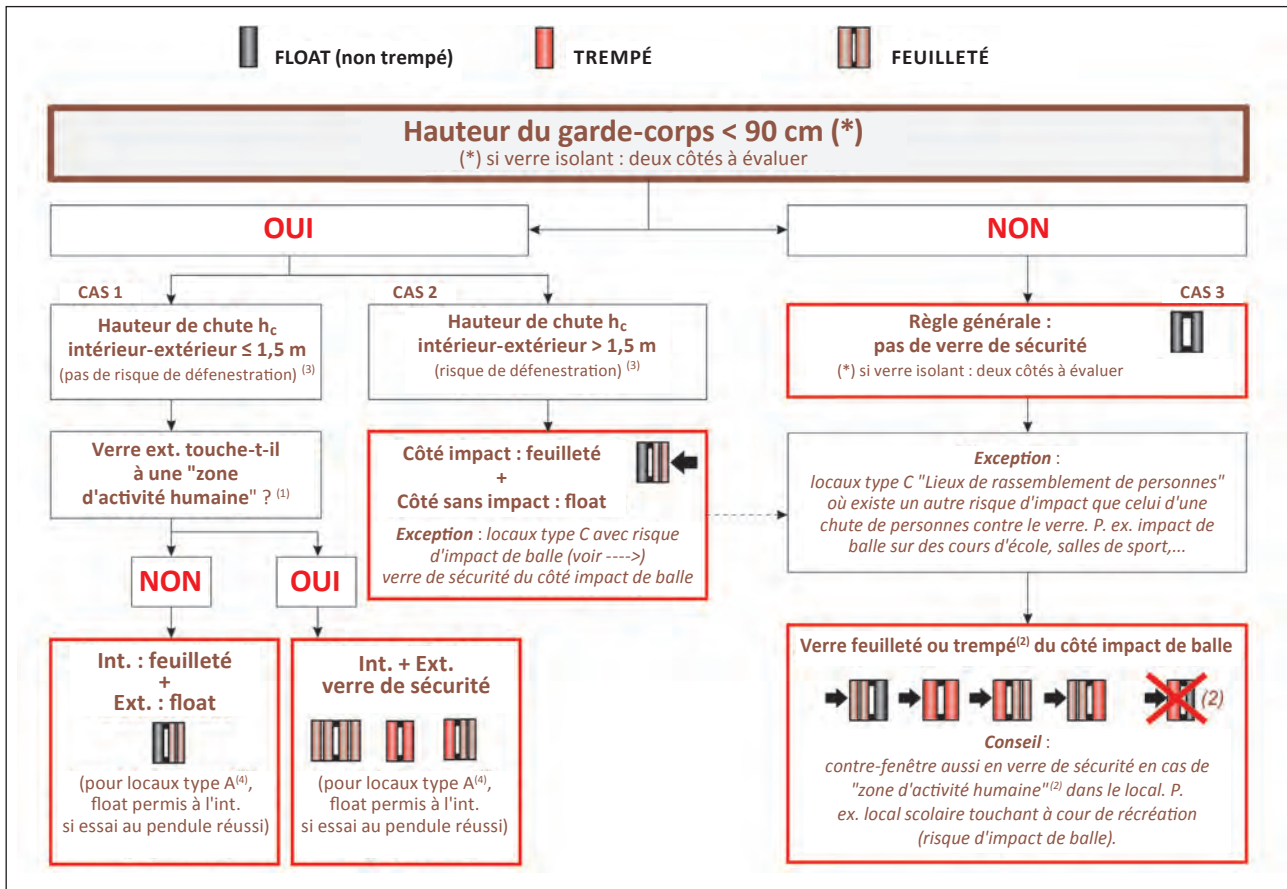 FLOAT (non trempé)
TREMPÉ
FEUILLETÉ
Hauteur du garde-corps < 90 cm (*)
(*) si verre isolant : deux côtés à évaluer
OUI
NON
CAS 1
Hauteur de chute hc
intérieur-extérieur ≤ 1,5 m
(pas de risque de défenestration) (3)
CAS 2
Hauteur de chute hc
intérieur-extérieur > 1,5 m
(risque de défenestration) (3)
CAS 3
Règle générale :
pas de verre de sécurité
(*) si verre isolant : deux côtés à évaluer
Verre ext. touche-t-il
à une "zone
d'activité humaine" ? (1)
Côté impact : feuilleté
+
Côté sans impact : float
Exception : locaux type C avec risque
d'impact de balle (voir ---->)
verre de sécurité du côté impact de balle
Exception :
locaux type C "Lieux de rassemblement de personnes"
où existe un autre risque d'impact que celui d'une
chute de personnes contre le verre. P. ex. impact de
balle sur des cours d'école, salles de sport,...
NON
OUI
Int. : feuilleté
+
Ext. : float
(pour locaux type A(4),
float permis à l'int.
si essai au pendule réussi)
Int. + Ext.
verre de sécurité
(pour locaux type A(4),
float permis à l'int.
si essai au pendule réussi)
Verre feuilleté ou trempé(2) du côté impact de balle
(2)
Conseil :
contre-fenêtre aussi en verre de sécurité en cas de
"zone d'activité humaine"(2) dans le local. P.
ex. local scolaire touchant à cour de récréation
(risque d'impact de balle).